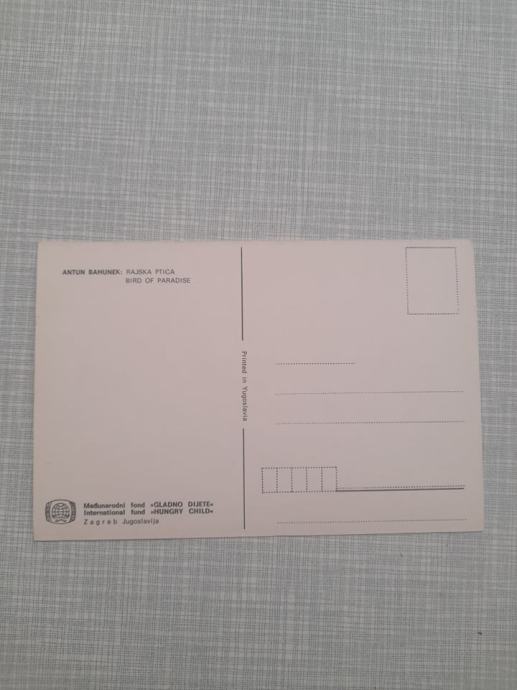 ANTUN BAHUNEK: RAJSKA PTICA
BIRD OF PARADISE
Printed in Yugoslavia
Međunarodni fond »GLADNO DIJETE«
International fund »HUNGRY CHILD«
Zagreb Jugoslavija